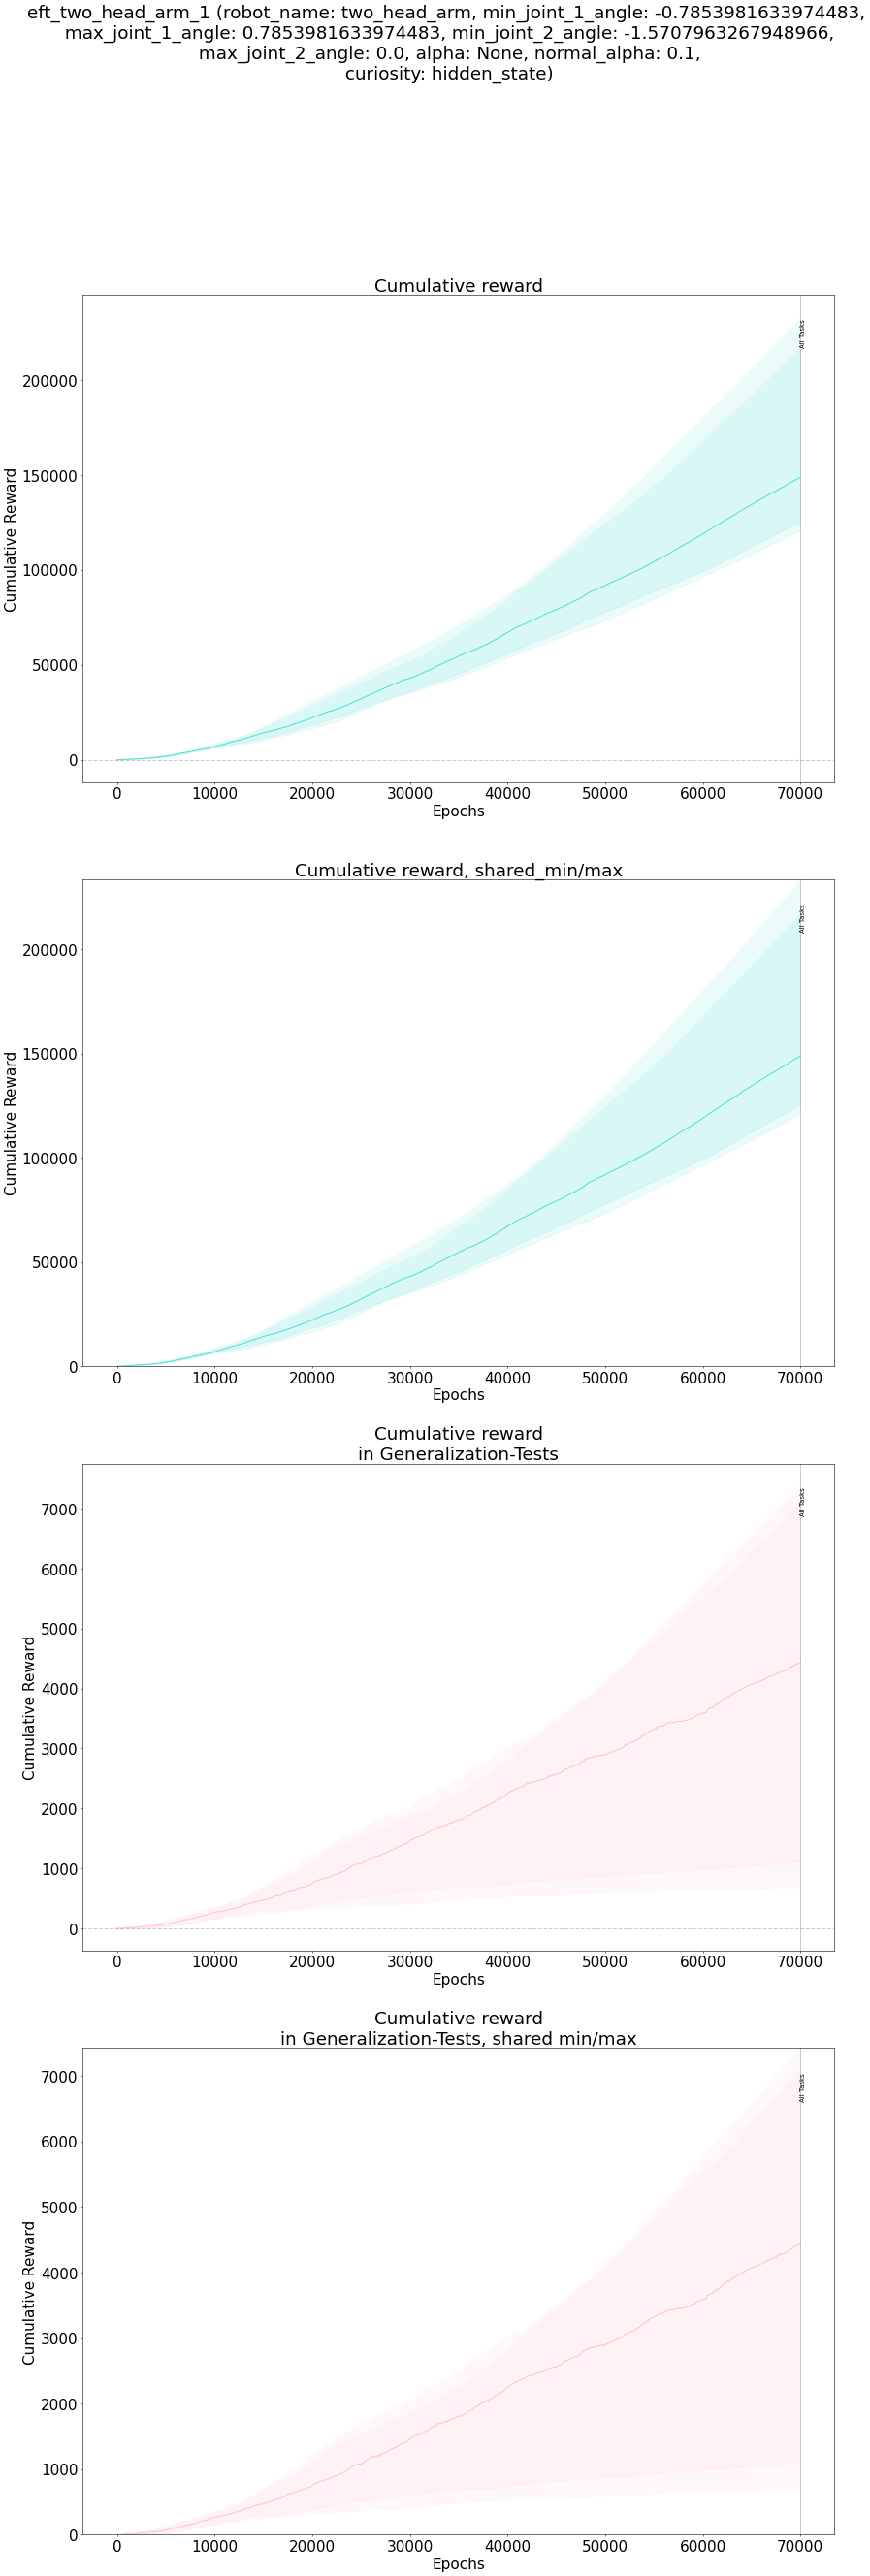 eft_two_head_arm_1 (robot_name: two_head_arm, min_joint_1_angle: -0.7853981633974483,
max_joint_1_angle: 0.7853981633974483, min_joint_2_angle: -1.5707963267948966,
max_joint_2_angle: 0.0, alpha: None, normal_alpha: 0.1,
curiosity: hidden_state)
Cumulative reward
Cumulative Reward
200000
150000
100000
50000
0
All Tasks
0 10000 20000 30000 40000 50000 60000 70000
Epochs
Cumulative reward, shared_min/max
Cumulative Reward
200000
150000
100000
50000
0
All Tasks
0 10000 20000 30000 40000 50000 60000 70000
Epochs
Cumulative reward
in Generalization-Tests
Cumulative Reward
7000
6000
5000
4000
3000
2000
1000
0
All Tasks
0 10000 20000 30000 40000 50000 60000 70000
Epochs
Cumulative reward
in Generalization-Tests, shared min/max
Cumulative Reward
7000
6000
5000
4000
3000
2000
1000
0
All Tasks
0 10000 20000 30000 40000 50000 60000 70000
Epochs